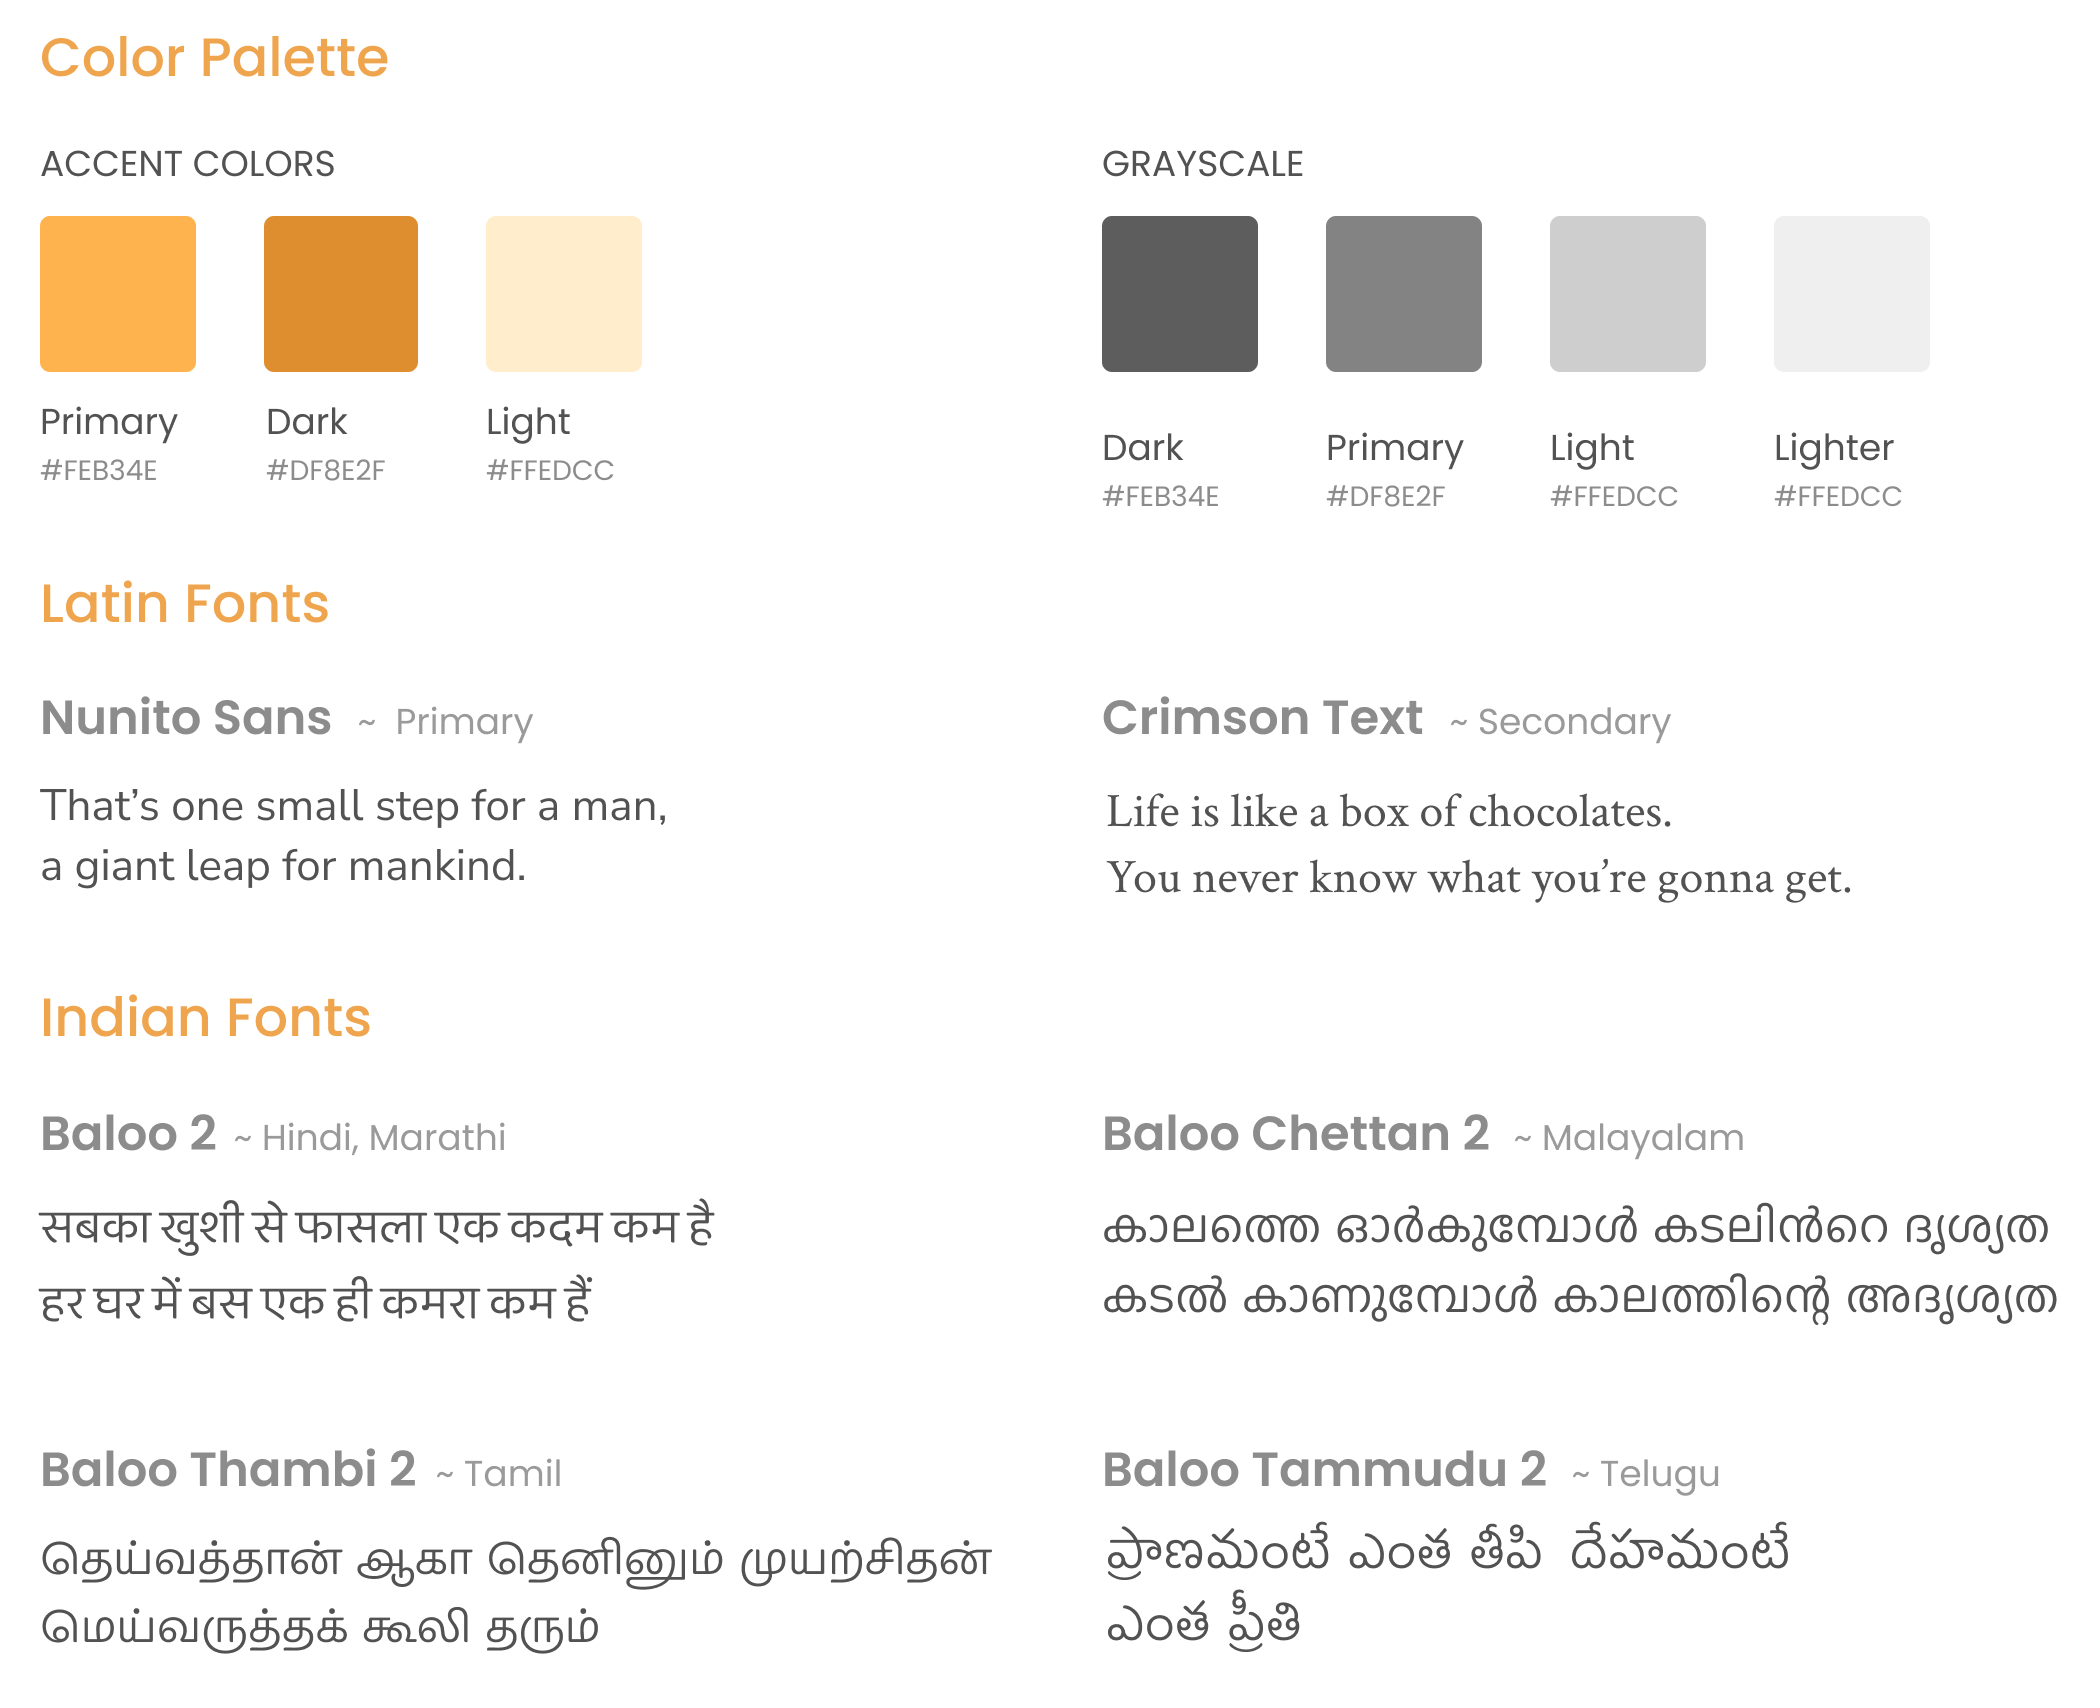 Color Palette
ACCENT COLORS
Primary
#FEB34E
Dark
#DF8E2F
Light
#FFEDCC
GRAYSCALE
Dark
#FEB34E
Primary
#DF8E2F
Light
#FFEDCC
Lighter
#FFEDCC
Latin Fonts
Nunito Sans ~ Primary
That’s one small step for a man,
a giant leap for mankind.
Crimson Text ~ Secondary
Life is like a box of chocolates.
You never know what you’re gonna get.
Indian Fonts
Baloo 2 ~ Hindi, Marathi
सबका खुशी से फासला एक कदम कम है
हर घर में बस एक ही कमरा कम हैं
Baloo Chettan 2 ~ Malayalam
കാലത്തെ ഓർകുമ്പോൾ കടലിൻറെ ദൃശ്യത
കടൽ കാണുമ്പോൾ കാലത്തിന്റെ അദൃശ്യത
Baloo Thambi 2 ~ Tamil
தெய்வத்தான் ஆகா தெனினும் முயற்சிதன்
மெய்வருத்தக் கூலி தரும்
Baloo Tammudu 2 ~ Telugu
ప్రాణమంటే ఎంత తీపి దేహమంటే
ఎంత ప్రీతి